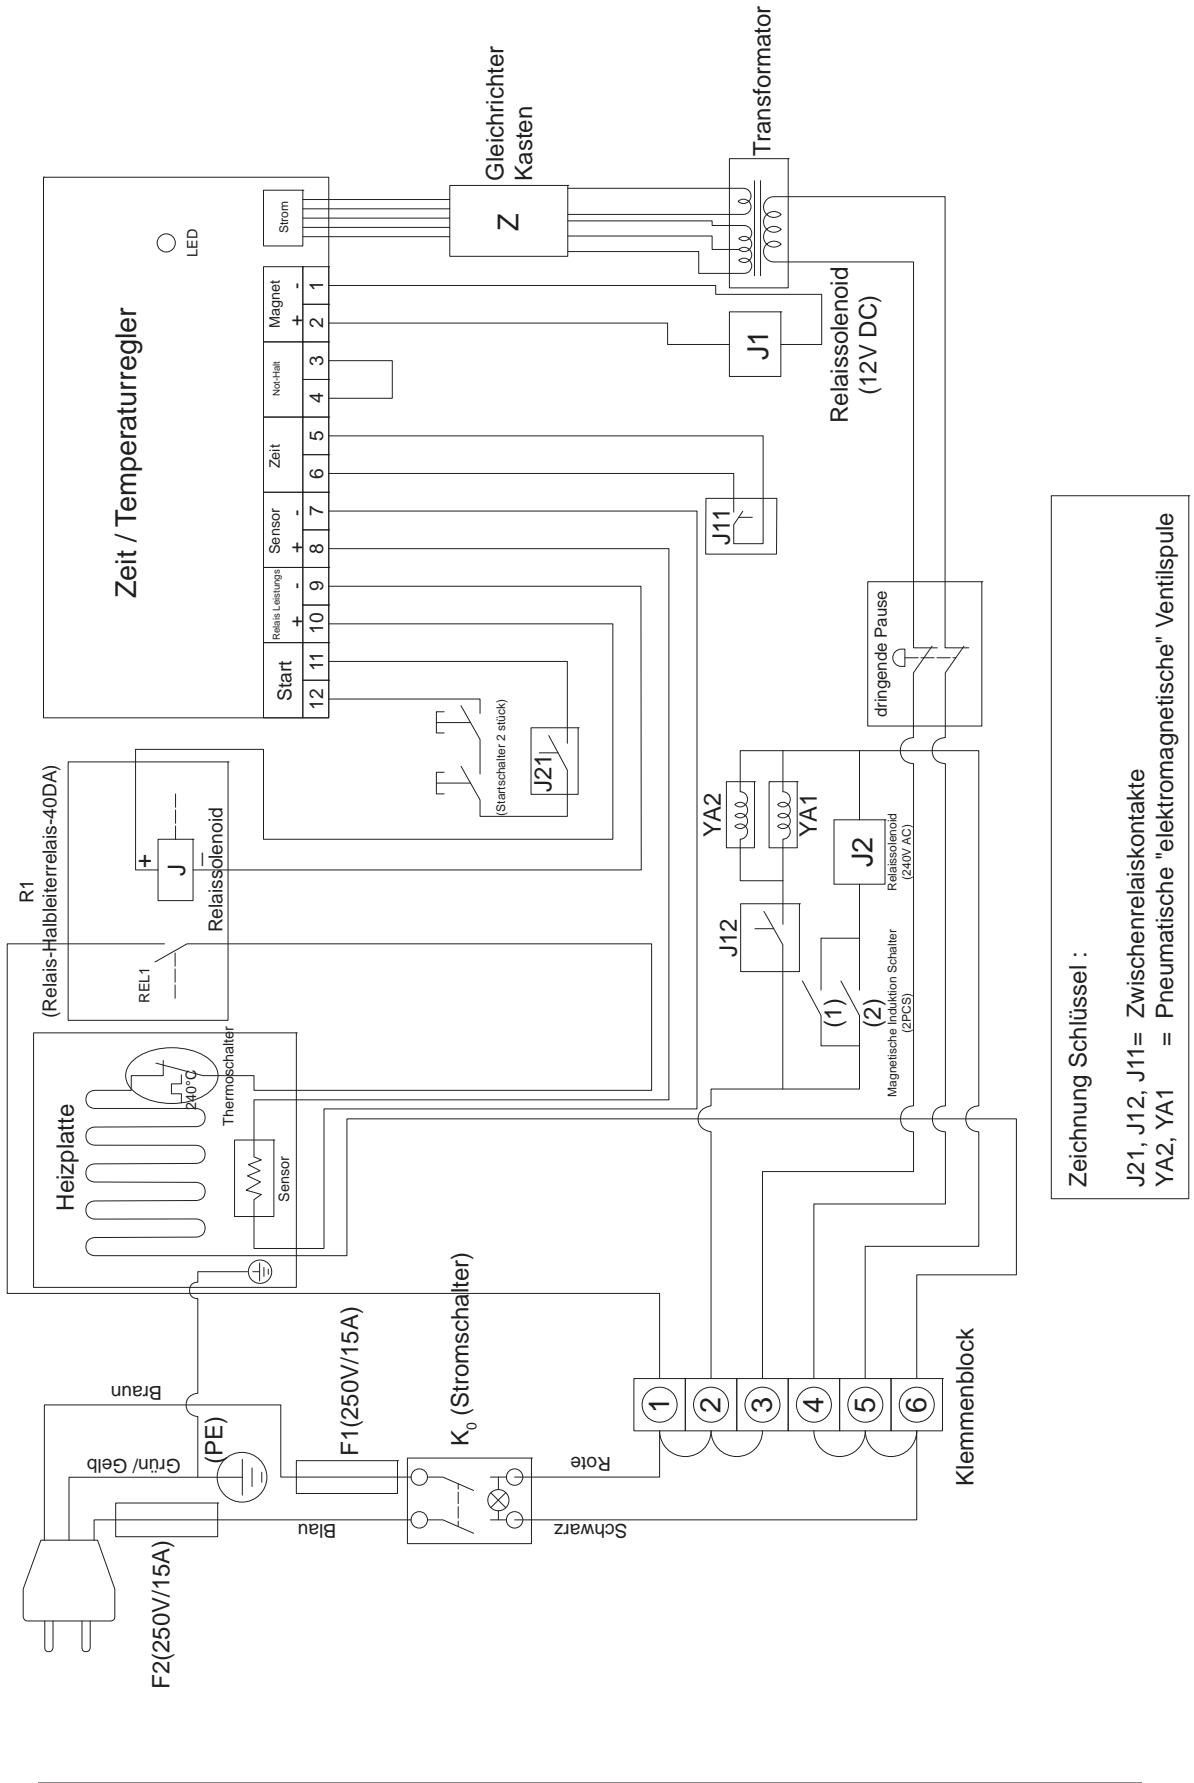 F2(250V/15A)
Blau
Grün/ Gelb
(PE)
Braun
F1(250V/15A)
K₀ (Stromschalter)
Schwarz
Rote
Klemmenblock
1
2
3
4
5
6
Heizplatte
240°C
Thermoschalter
Sensor
R1
(Relais-Halbleiterrelais-40DA)
REL1
+
J
_
Relaissolenoid
Zeit / Temperaturregler
LED
Start
Relais Leistungs
+ -
Sensor
+ -
Zeit
Not-Halt
Magnet
+ -
Strom
12
11
10
9
8
7
6
5
4
3
2
1
(Startschalter 2 stück)
J21
J11
J1
Relaissolenoid
(12V DC)
Z
Gleichrichter
Kasten
Transformator
J12
YA2
YA1
J2
Relaissolenoid
(240V AC)
(1)
(2)
Magnetische Induktion Schalter
(2PCS)
dringende Pause
Zeichnung Schlüssel :
J21, J12, J11= Zwischenrelaiskontakte
YA2, YA1 = Pneumatische "elektromagnetische" Ventilspule